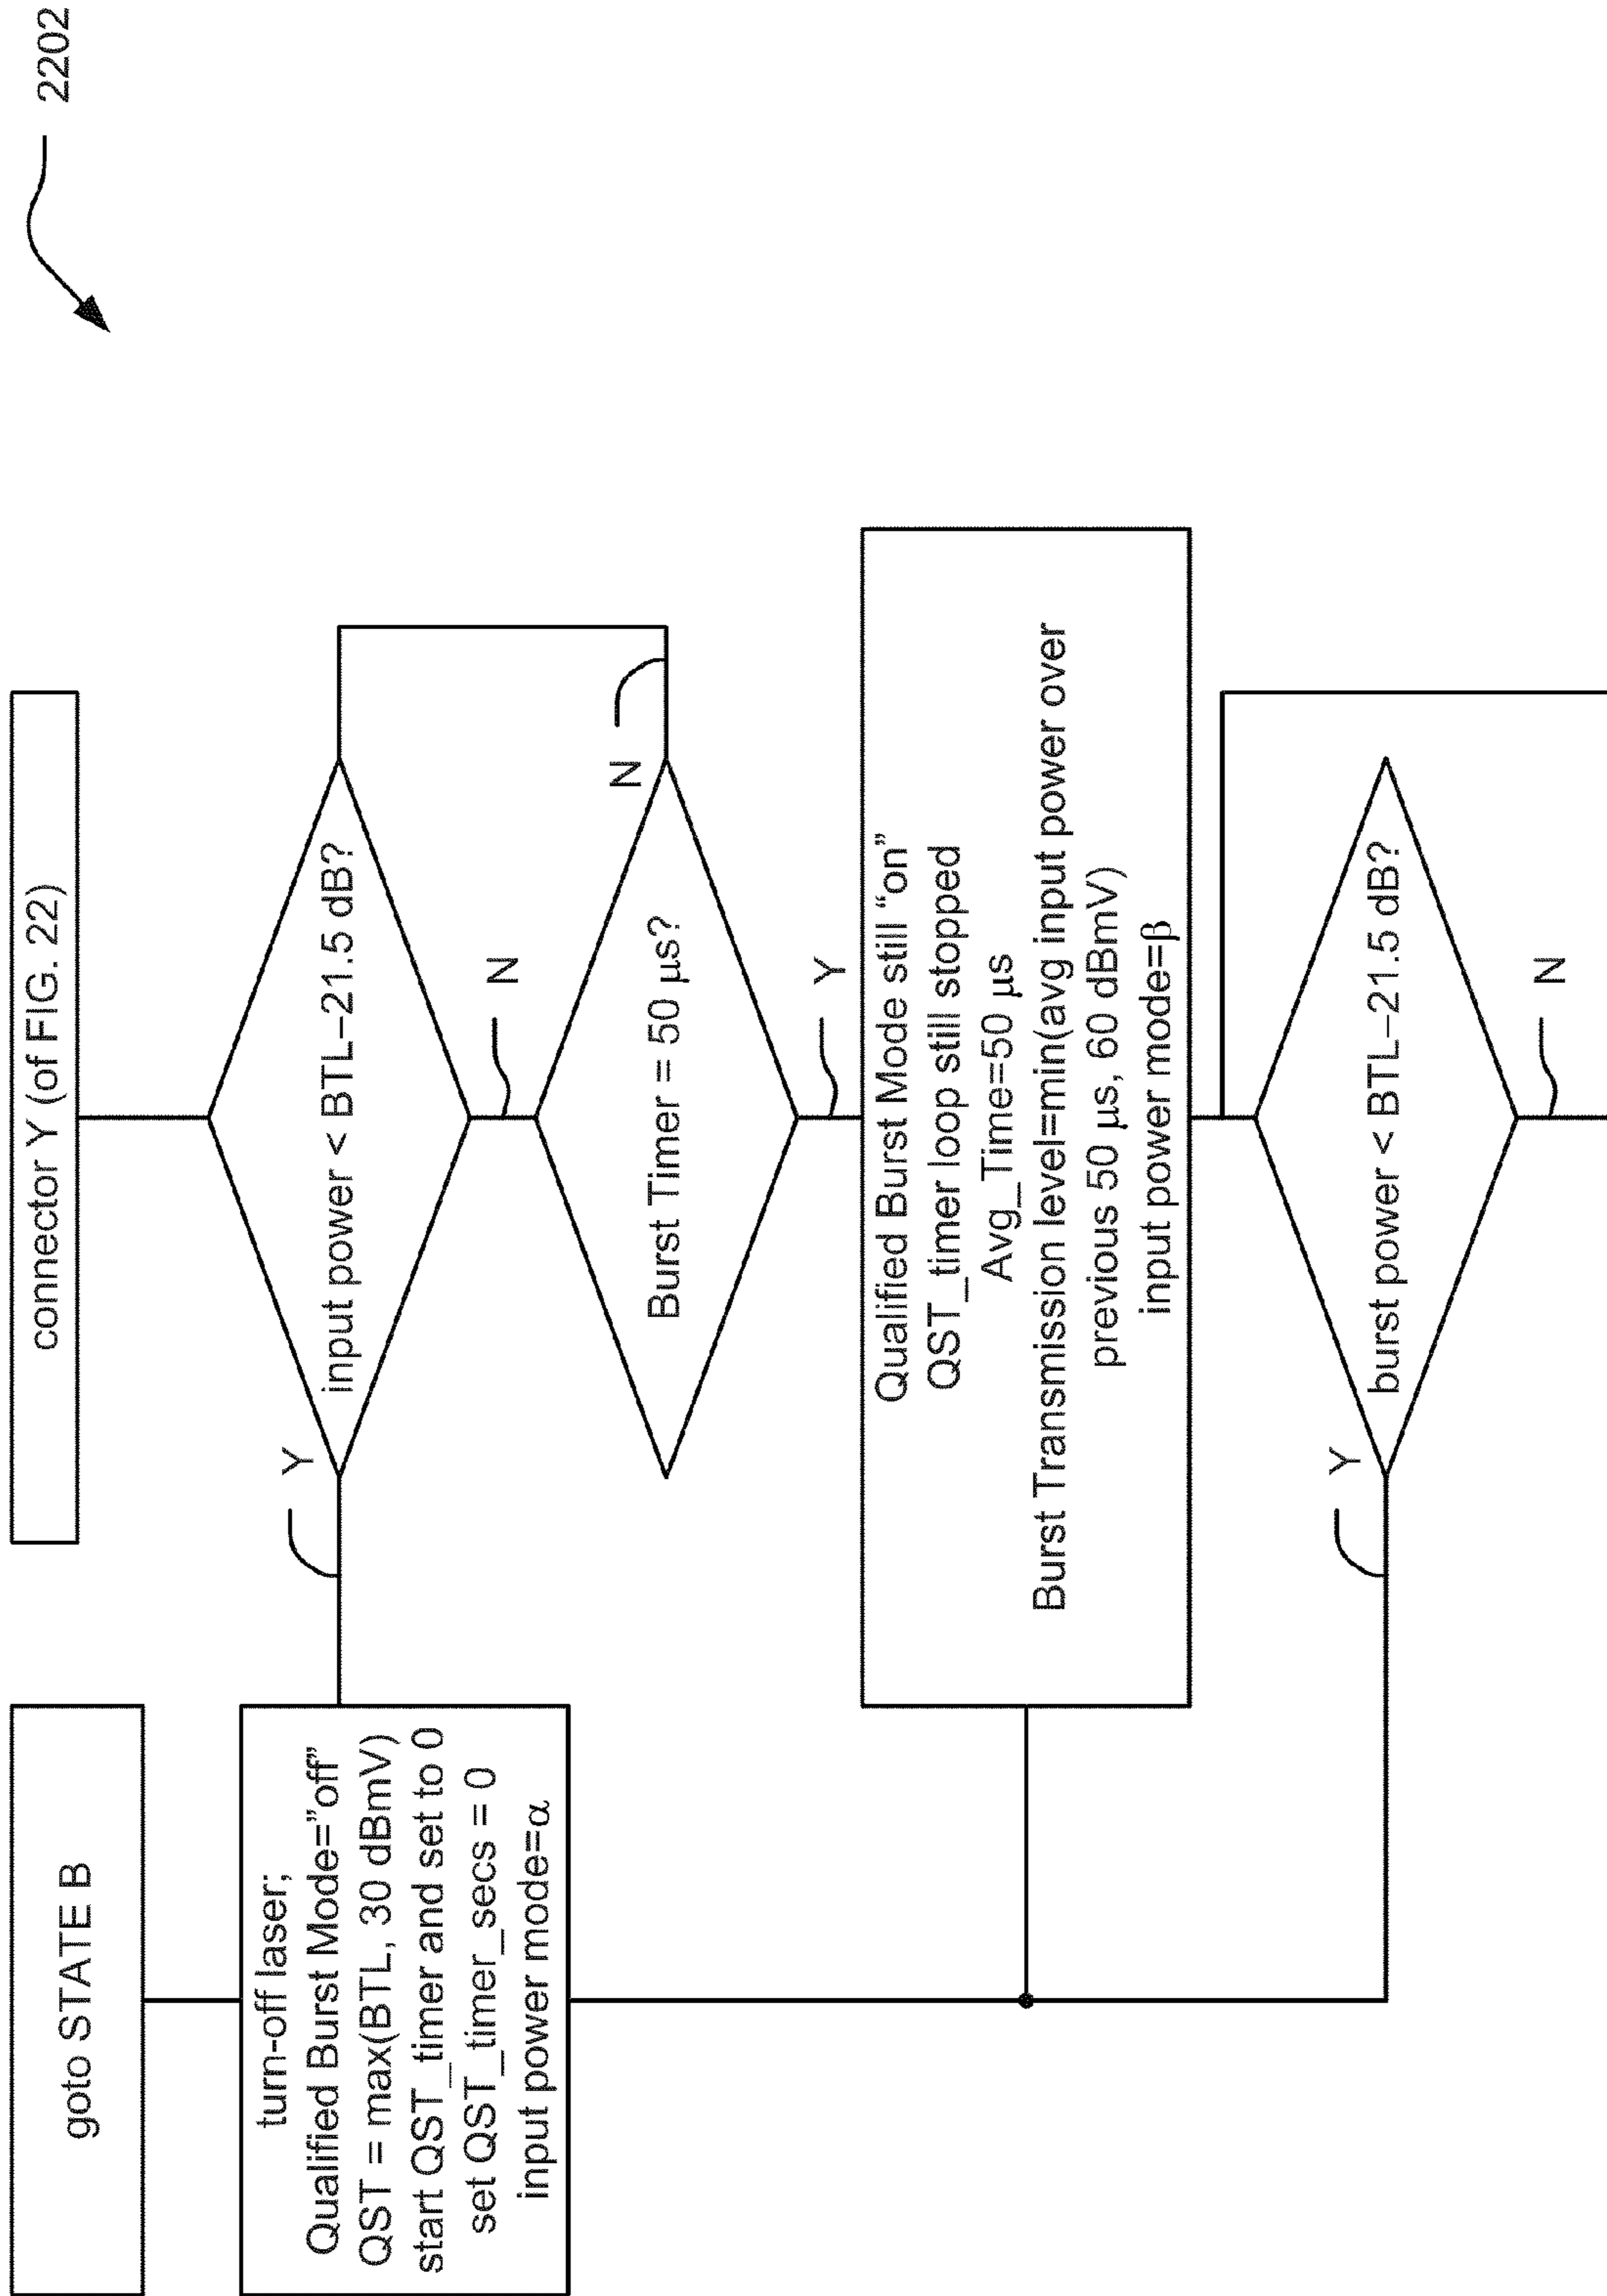 2202
connector Y (of FIG. 22)
goto STATE B
input power < BTL–21.5 dB?
Y
N
turn-off laser;
Qualified Burst Mode="off"
QST = max(BTL, 30 dBmV)
start QST_timer and set to 0
set QST_timer_secs = 0
input power mode=α
Burst Timer = 50 μs?
N
Y
Qualified Burst Mode still “on”
QST_timer loop still stopped
Avg_Time=50 μs
Burst Transmission level=min(avg input power over
previous 50 μs, 60 dBmV)
input power mode=β
burst power < BTL–21.5 dB?
Y
N